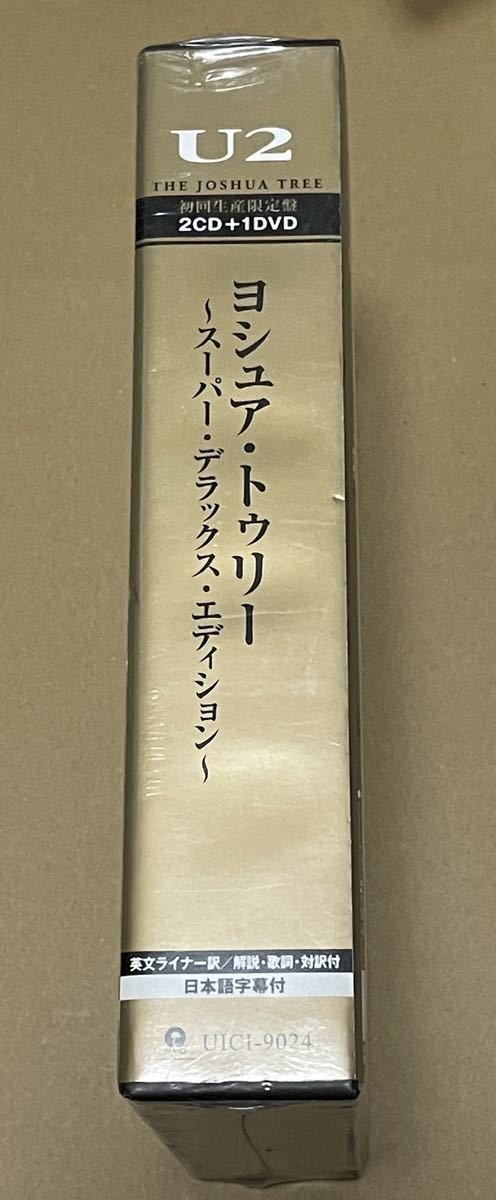 U2
THE JOSHUA TREE
初回生産限定盤
2CD+1DVD
ヨシュア・トゥリー
～スーパー・デラックス・エディション～
英文ライナー訳／解説・歌詞・対訳付
日本語字幕付
UICI-9024